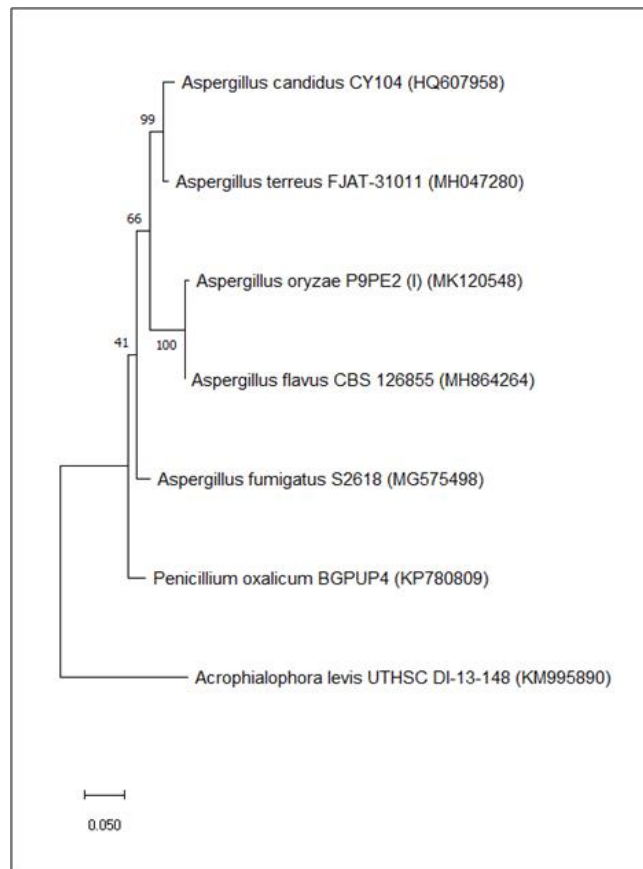 Aspergillus candidus CY104 (HQ607958)
99
Aspergillus terreus FJAT-31011 (MH047280)
66
Aspergillus oryzae P9PE2 (I) (MK120548)
100
41
Aspergillus flavus CBS 126855 (MH864264)
Aspergillus fumigatus S2618 (MG575498)
Penicillium oxalicum BGPUP4 (KP780809)
Acrophialophora levis UTHSC DI-13-148 (KM995890)
0.050